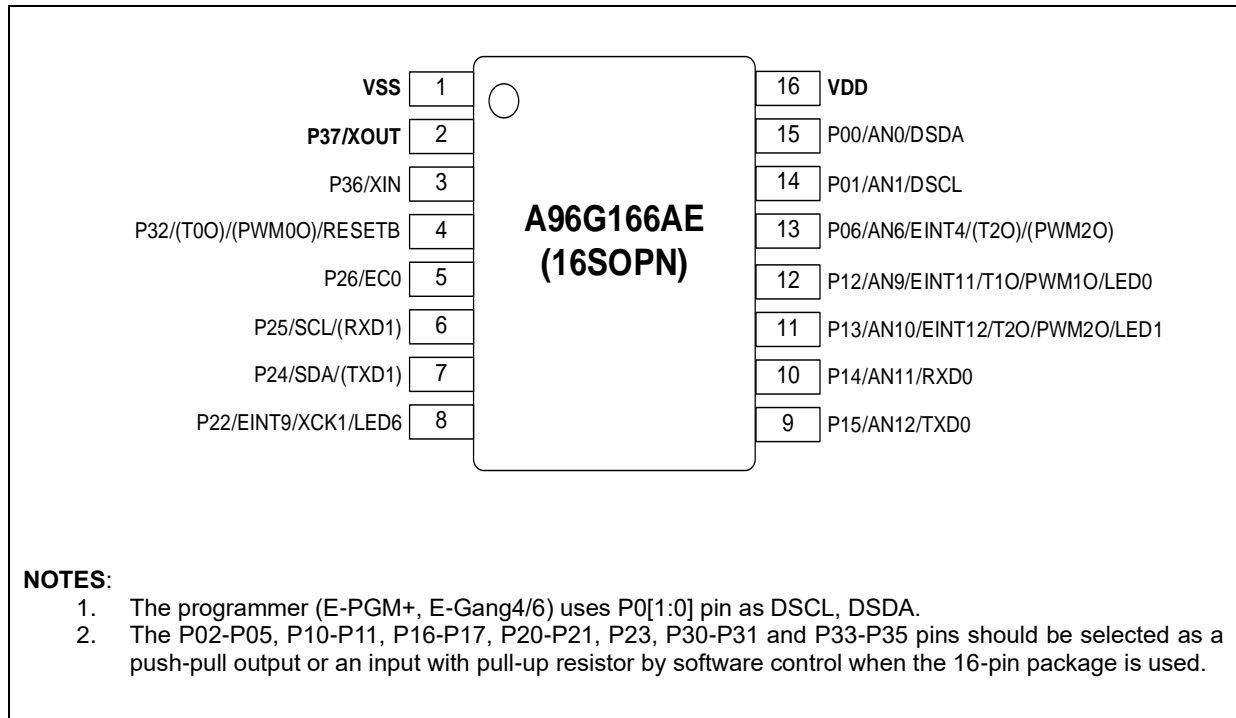 VSS 1 16 VDD
P37/XOUT 2 15 P00/AN0/DSDA
P36/XIN 3 14 P01/AN1/DSCL
P32/(T0O)/(PWM0O)/RESETB 4 13 P06/AN6/EINT4/(T2O)/(PWM2O)
A96G166AE
(16SOPN)
P26/EC0 5 12 P12/AN9/EINT11/T1O/PWM1O/LED0
P25/SCL/(RXD1) 6 11 P13/AN10/EINT12/T2O/PWM2O/LED1
P24/SDA/(TXD1) 7 10 P14/AN11/RXD0
P22/EINT9/XCK1/LED6 8 9 P15/AN12/TXD0
NOTES:
1. The programmer (E-PGM+, E-Gang4/6) uses P0[1:0] pin as DSCL, DSDA.
2. The P02-P05, P10-P11, P16-P17, P20-P21, P23, P30-P31 and P33-P35 pins should be selected as a
push-pull output or an input with pull-up resistor by software control when the 16-pin package is used.